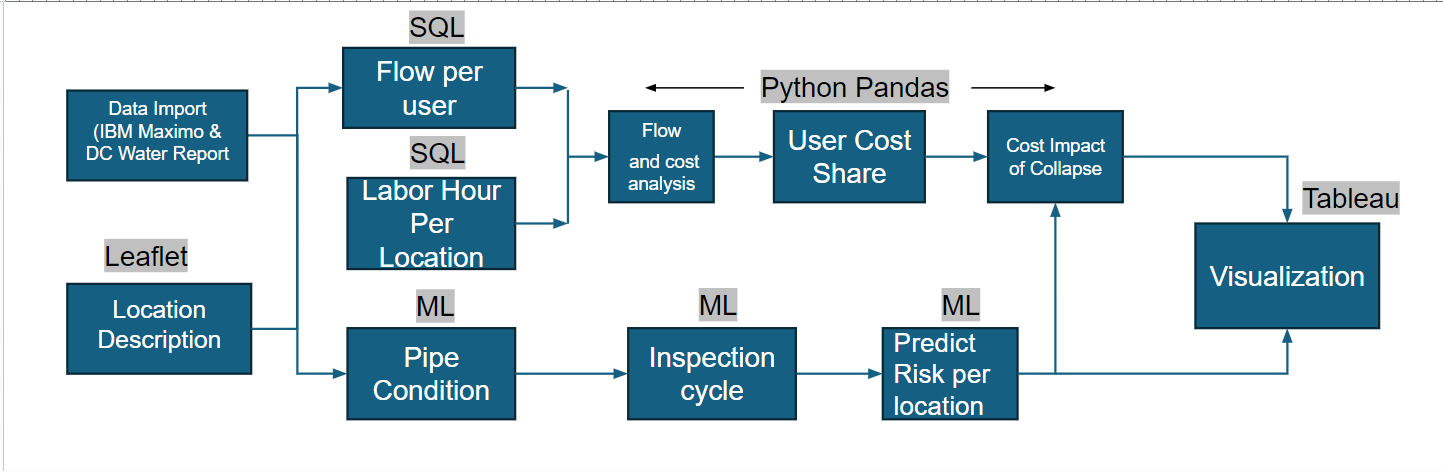 SQL
Flow per
user
Data Import
(IBM Maximo &
DC Water Report
SQL
Labor Hour
Per
Location
Python Pandas
Flow
and cost
analysis
User Cost
Share
Cost Impact
of Collapse
Tableau
Visualization
Leaflet
Location
Description
ML
Pipe
Condition
ML
Inspection
cycle
ML
Predict
Risk per
location